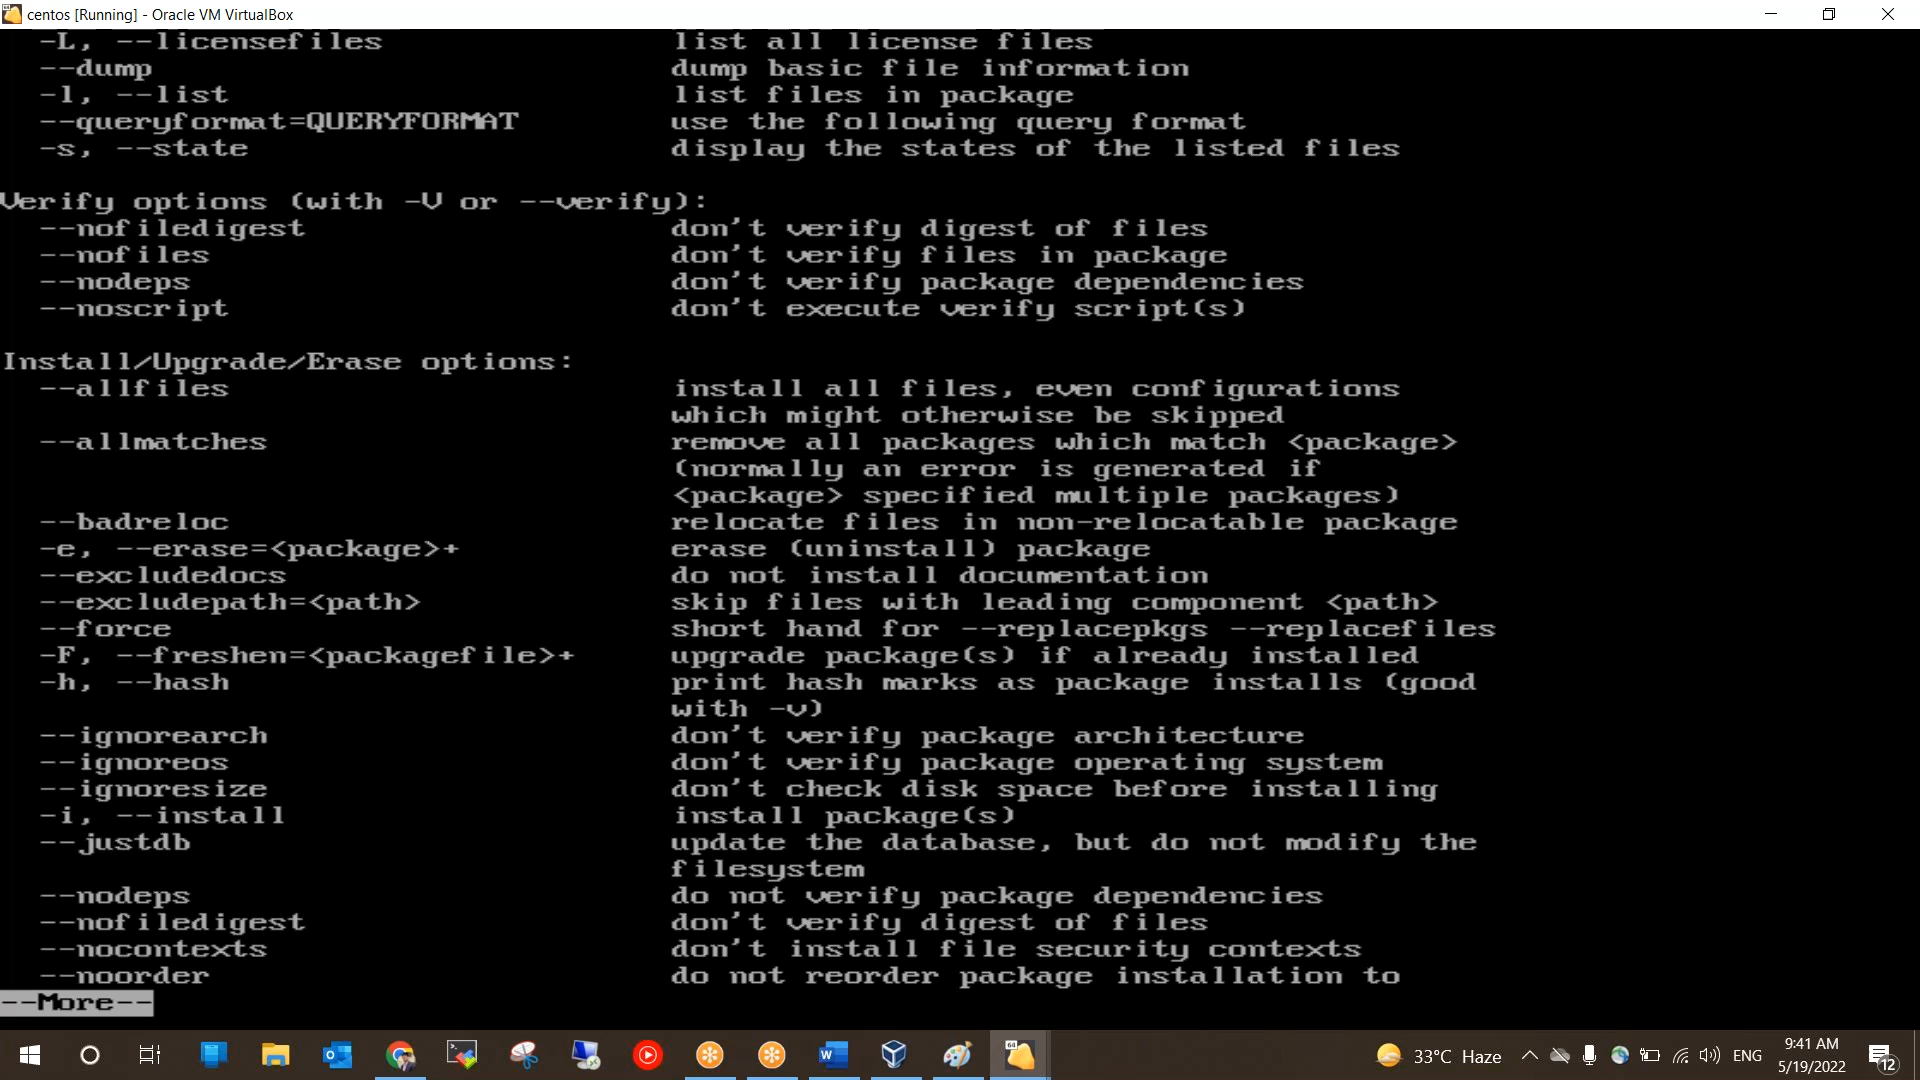 centos [Running] - Oracle VM VirtualBox
-L, --licensefiles list all license files
--dump dump basic file information
-l, --list list files in package
--queryformat=QUERYFORMAT use the following query format
-s, --state display the states of the listed files
Verify options (with -V or --verify):
--nofiledigest don't verify digest of files
--nofiles don't verify files in package
--nodeps don't verify package dependencies
--noscript don't execute verify script(s)
Install/Upgrade/Erase options:
--allfiles install all files, even configurations
which might otherwise be skipped
--allmatches remove all packages which match <package>
(normally an error is generated if
<package> specified multiple packages)
--badreloc relocate files in non-relocatable package
-e, --erase=<package>+ erase (uninstall) package
--excludedocs do not install documentation
--excludepath=<path> skip files with leading component <path>
--force short hand for --replacepkgs --replacefiles
-F, --freshen=<packagefile>+ upgrade package(s) if already installed
-h, --hash print hash marks as package installs (good
with -v)
--ignorearch don't verify package architecture
--ignoreos don't verify package operating system
--ignoresize don't check disk space before installing
-i, --install install package(s)
--justdb update the database, but do not modify the
filesystem
--nodeps do not verify package dependencies
--nofiledigest don't verify digest of files
--nocontexts don't install file security contexts
--noorder do not reorder package installation to
--More--
33°C Haze
ENG
9:41 AM
5/19/2022
12